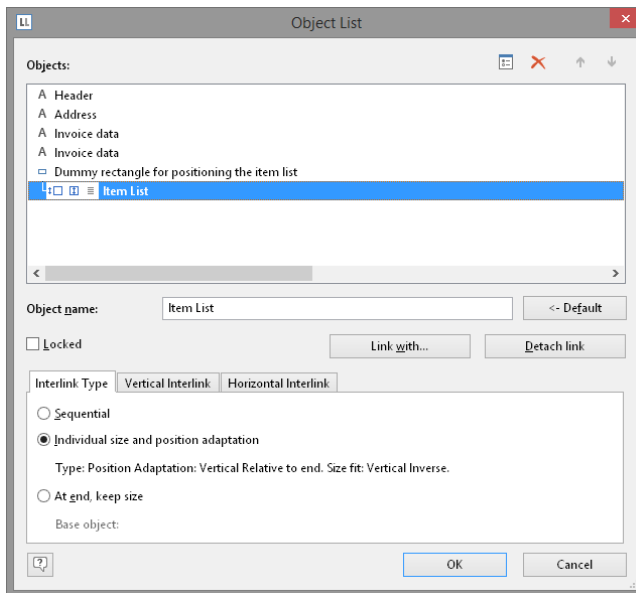 LL
Object List
Objects:
A Header
A Address
A Invoice data
A Invoice data
Dummy rectangle for positioning the item list
Item List
Object name: Item List <- Default
Locked Link with... Detach link
Interlink Type Vertical Interlink Horizontal Interlink
Sequential
Individual size and position adaptation
Type: Position Adaptation: Vertical Relative to end. Size fit: Vertical Inverse.
At end, keep size
Base object:
? OK Cancel